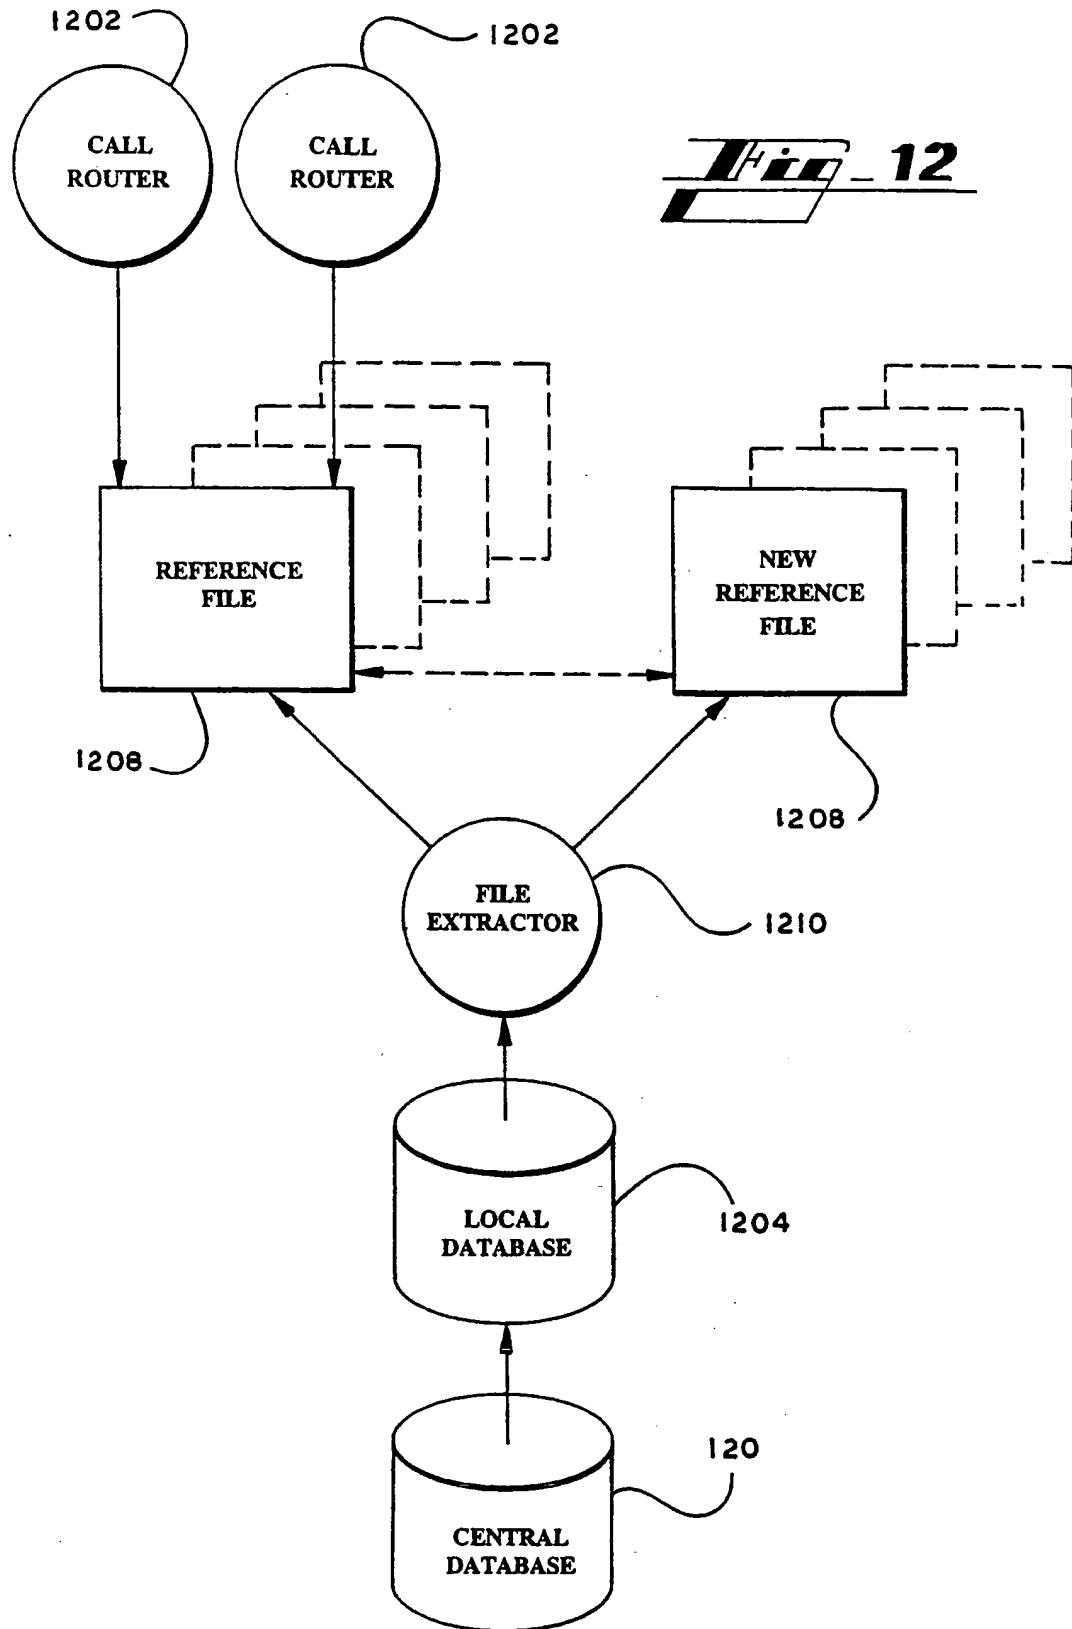 1202
1202
CALL
ROUTER
CALL
ROUTER
Fig_12
REFERENCE
FILE
NEW
REFERENCE
FILE
1208
1208
FILE
EXTRACTOR
1210
LOCAL
DATABASE
1204
120
CENTRAL
DATABASE